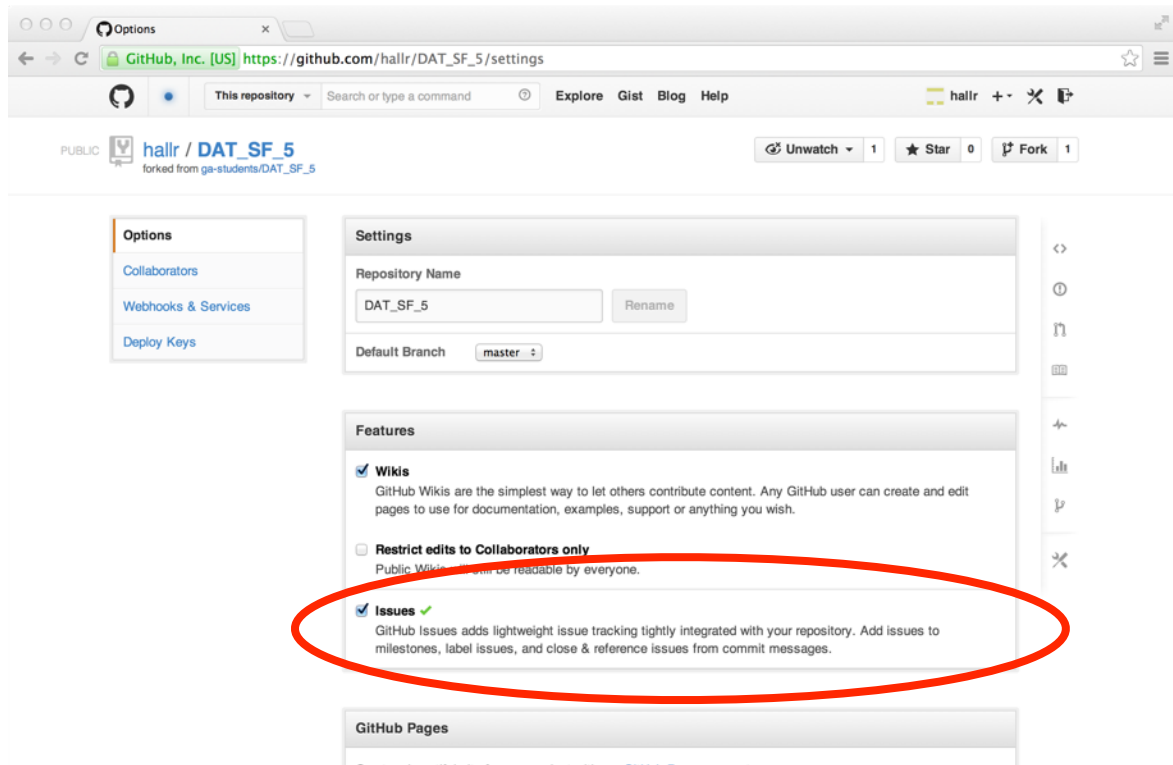 Options
GitHub, Inc. [US] https://github.com/hallr/DAT_SF_5/settings
This repository Search or type a command Explore Gist Blog Help hallr
PUBLIC hallr / DAT_SF_5 Unwatch 1 Star 0 Fork 1
forked from ga-students/DAT_SF_5
Options
Collaborators
Webhooks & Services
Deploy Keys
Settings
Repository Name
DAT_SF_5 Rename
Default Branch master
Features
Wikis
GitHub Wikis are the simplest way to let others contribute content. Any GitHub user can create and edit
pages to use for documentation, examples, support or anything you wish.
Restrict edits to Collaborators only
Public Wikis will still be readable by everyone.
Issues
GitHub Issues adds lightweight issue tracking tightly integrated with your repository. Add issues to
milestones, label issues, and close & reference issues from commit messages.
GitHub Pages